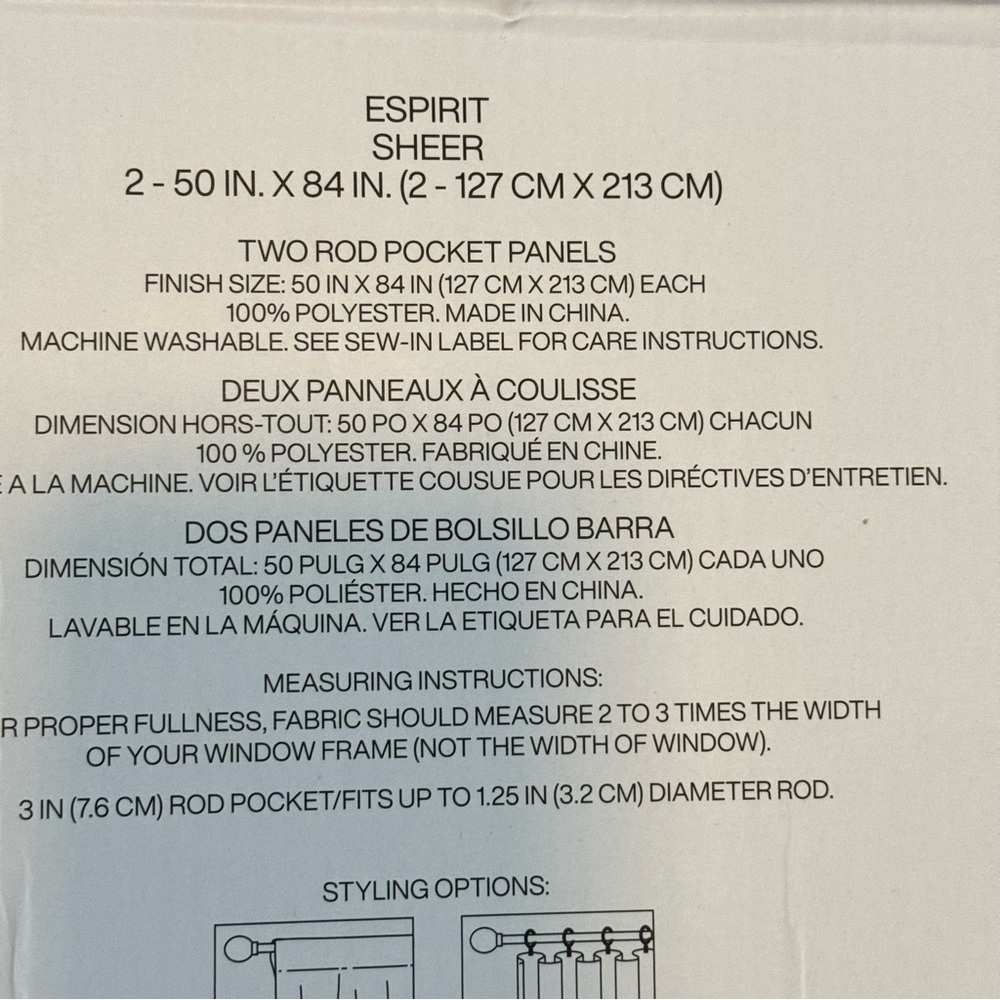 ESPIRIT
SHEER
2 - 50 IN. X 84 IN. (2 - 127 CM X 213 CM)
TWO ROD POCKET PANELS
FINISH SIZE: 50 IN X 84 IN (127 CM X 213 CM) EACH
100% POLYESTER. MADE IN CHINA.
MACHINE WASHABLE. SEE SEW-IN LABEL FOR CARE INSTRUCTIONS.
DEUX PANNEAUX À COULISSE
DIMENSION HORS-TOUT: 50 PO X 84 PO (127 CM X 213 CM) CHACUN
100 % POLYESTER. FABRIQUÉ EN CHINE.
A LA MACHINE. VOIR L'ÉTIQUETTE COUSUE POUR LES DIRÉCTIVES D'ENTRETIEN.
DOS PANELES DE BOLSILLO BARRA
DIMENSIÓN TOTAL: 50 PULG X 84 PULG (127 CM X 213 CM) CADA UNO
100% POLIÉSTER. HECHO EN CHINA.
LAVABLE EN LA MÁQUINA. VER LA ETIQUETA PARA EL CUIDADO.
MEASURING INSTRUCTIONS:
R PROPER FULLNESS, FABRIC SHOULD MEASURE 2 TO 3 TIMES THE WIDTH
OF YOUR WINDOW FRAME (NOT THE WIDTH OF WINDOW).
3 IN (7.6 CM) ROD POCKET/FITS UP TO 1.25 IN (3.2 CM) DIAMETER ROD.
STYLING OPTIONS: